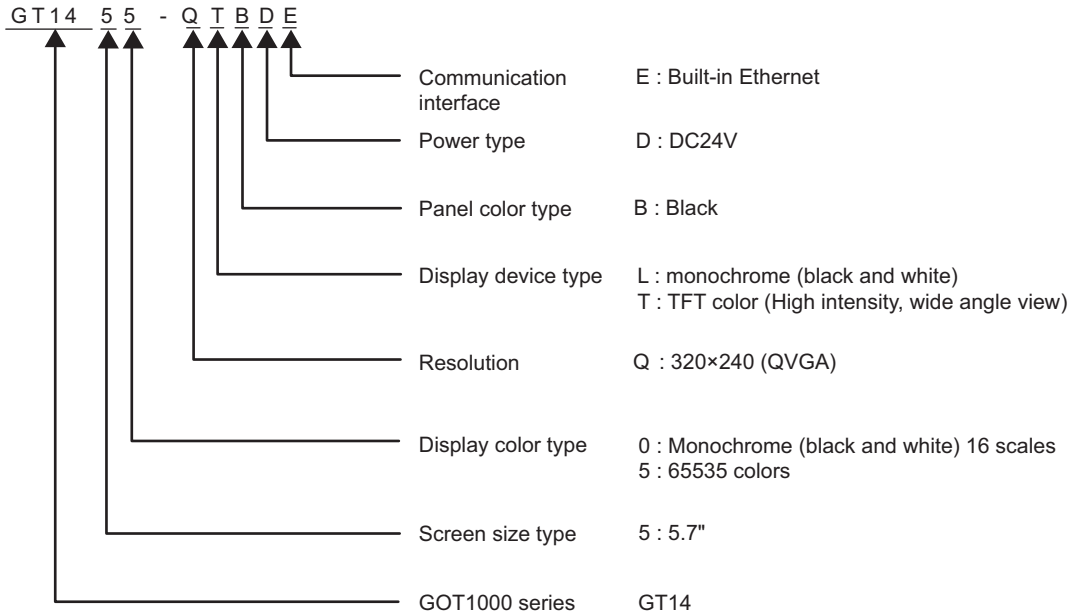 GT14 5 5 - Q T B D E
Communication interface E : Built-in Ethernet
Power type D : DC24V
Panel color type B : Black
Display device type L : monochrome (black and white)
T : TFT color (High intensity, wide angle view)
Resolution Q : 320×240 (QVGA)
Display color type 0 : Monochrome (black and white) 16 scales
5 : 65535 colors
Screen size type 5 : 5.7"
GOT1000 series GT14